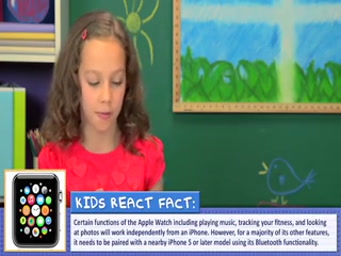 KIDS REACT FACT:
Certain functions of the Apple Watch including playing music, tracking your fitness, and looking
at photos will work independently from an iPhone. However, for a majority of its other features,
it needs to be paired with a nearby iPhone 5 or later model using its Bluetooth functionality.